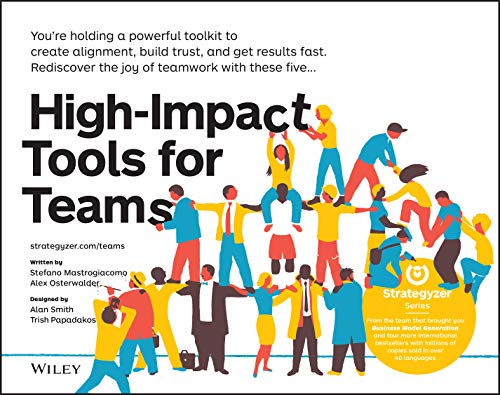 You're holding a powerful toolkit to
create alignment, build trust, and get results fast.
Rediscover the joy of teamwork with these five...
High-Impact
Tools for
Teams
strategyzer.com/teams
Written by
Stefano Mastrogiacomo
Alex Osterwalder
Designed by
Alan Smith
Trish Papadakos
Strategyzer
Series
From the team that brought you
Business Model Generation
and four more international
bestsellers with millions of
copies sold in over
40 languages
WILEY